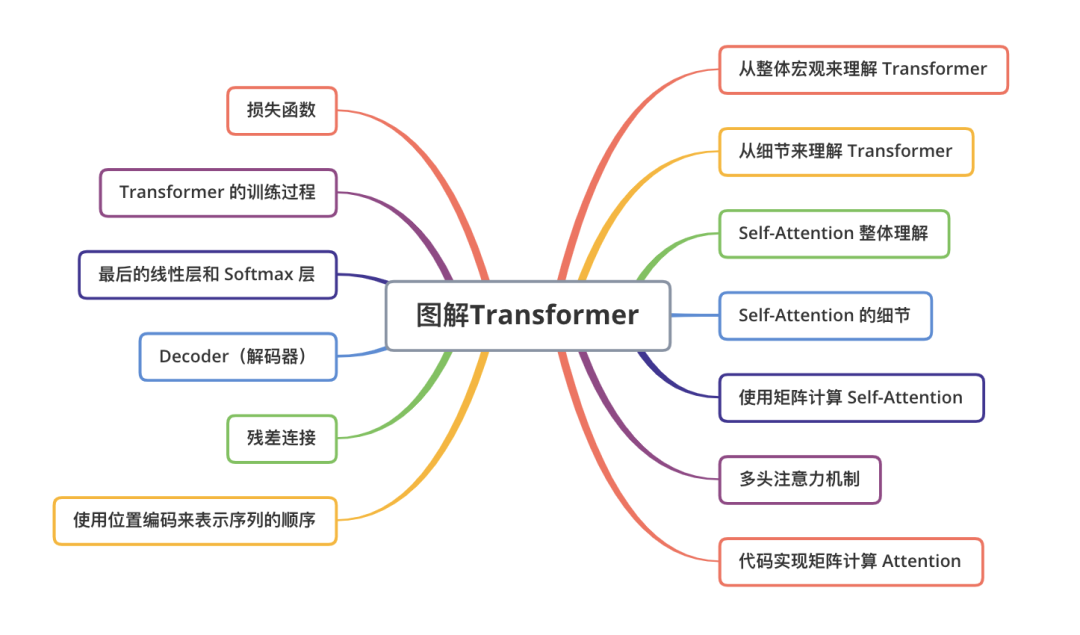 图解Transformer
从整体宏观来理解 Transformer
从细节来理解 Transformer
Self-Attention 整体理解
Self-Attention 的细节
使用矩阵计算 Self-Attention
多头注意力机制
代码实现矩阵计算 Attention
损失函数
Transformer 的训练过程
最后的线性层和 Softmax 层
Decoder（解码器）
残差连接
使用位置编码来表示序列的顺序